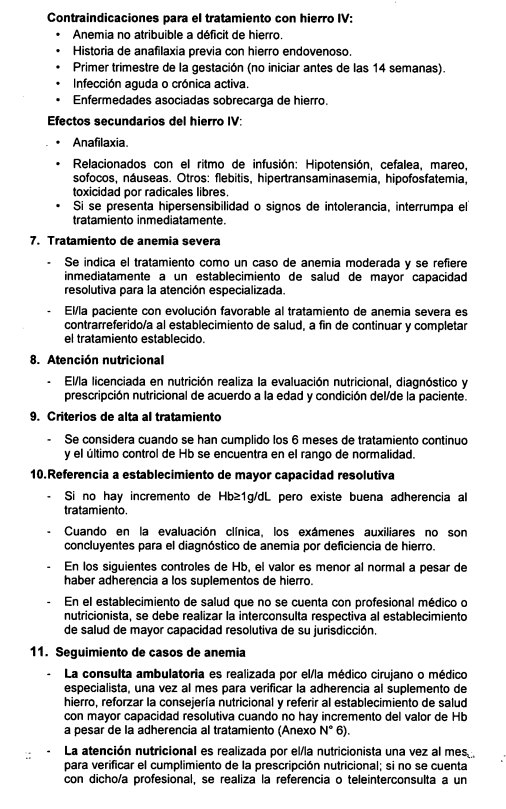 Contraindicaciones para el tratamiento con hierro IV:
• Anemia no atribuible a déficit de hierro.
• Historia de anafilaxia previa con hierro endovenoso.
• Primer trimestre de la gestación (no iniciar antes de las 14 semanas).
• Infección aguda o crónica activa.
• Enfermedades asociadas sobrecarga de hierro.
Efectos secundarios del hierro IV:
• Anafilaxia.
• Relacionados con el ritmo de infusión: Hipotensión, cefalea, mareo,
sofocos, náuseas. Otros: flebitis, hipertransaminasemia, hipofosfatemia,
toxicidad por radicales libres.
• Si se presenta hipersensibilidad o signos de intolerancia, interrumpa el
tratamiento inmediatamente.
7. Tratamiento de anemia severa
- Se indica el tratamiento como un caso de anemia moderada y se refiere
inmediatamente a un establecimiento de salud de mayor capacidad
resolutiva para la atención especializada.
- El/la paciente con evolución favorable al tratamiento de anemia severa es
contrarreferido/a al establecimiento de salud, a fin de continuar y completar
el tratamiento establecido.
8. Atención nutricional
- El/la licenciada en nutrición realiza la evaluación nutricional, diagnóstico y
prescripción nutricional de acuerdo a la edad y condición del/de la paciente.
9. Criterios de alta al tratamiento
- Se considera cuando se han cumplido los 6 meses de tratamiento continuo
y el último control de Hb se encuentra en el rango de normalidad.
10.Referencia a establecimiento de mayor capacidad resolutiva
- Si no hay incremento de Hb≥1g/dL pero existe buena adherencia al
tratamiento.
- Cuando en la evaluación clínica, los exámenes auxiliares no son
concluyentes para el diagnóstico de anemia por deficiencia de hierro.
- En los siguientes controles de Hb, el valor es menor al normal a pesar de
haber adherencia a los suplementos de hierro.
- En el establecimiento de salud que no se cuenta con profesional médico o
nutricionista, se debe realizar la interconsulta respectiva al establecimiento
de salud de mayor capacidad resolutiva de su jurisdicción.
11. Seguimiento de casos de anemia
- La consulta ambulatoria es realizada por el/la médico cirujano o médico
especialista, una vez al mes para verificar la adherencia al suplemento de
hierro, reforzar la consejería nutricional y referir al establecimiento de salud
con mayor capacidad resolutiva cuando no hay incremento del valor de Hb
a pesar de la adherencia al tratamiento (Anexo N° 6).
- La atención nutricional es realizada por el/la nutricionista una vez al mes,
para verificar el cumplimiento de la prescripción nutricional; si no se cuenta
con dicho/a profesional, se realiza la referencia o teleinterconsulta a un